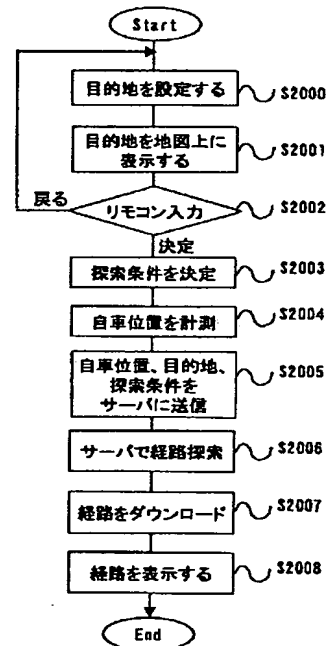 Start
目的地を設定する
S2000
目的地を地図上に
表示する
S2001
戻る
リモコン入力
S2002
決定
探索条件を決定
S2003
自車位置を計測
S2004
自車位置、目的地、
探索条件を
サーバに送信
S2005
サーバで経路探索
S2006
経路をダウンロード
S2007
経路を表示する
S2008
End